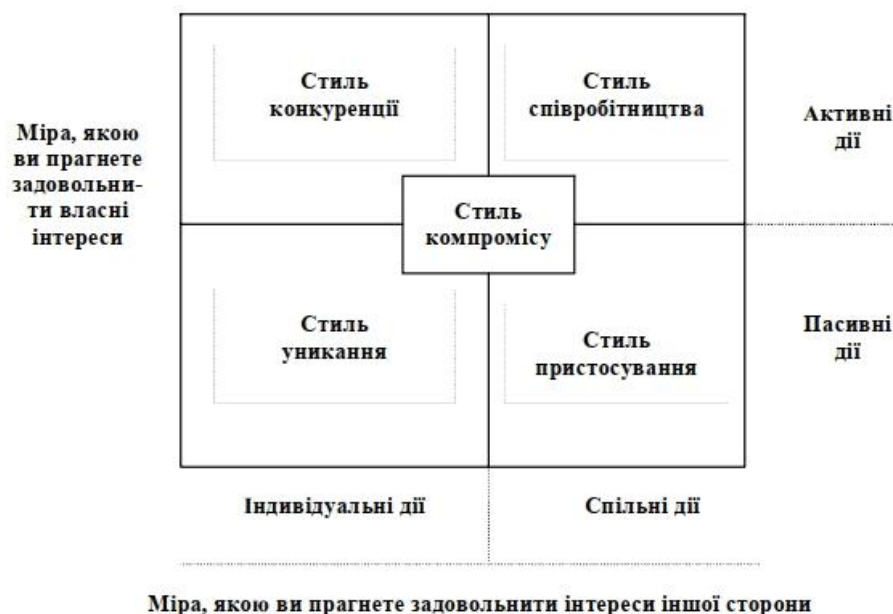 Стиль
конкуренції
Стиль
співробітництва
Активні
дії
Міра, якою
ви прагнете
задовольни-
ти власні
інтереси
Стиль
компромісу
Стиль
уникання
Стиль
пристосування
Пасивні
дії
Індивідуальні дії
Спільні дії
Міра, якою ви прагнете задовольнити інтереси іншої сторони